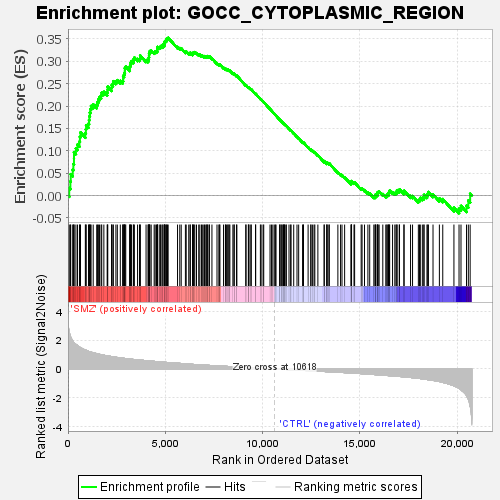 Enrichment plot: GOCC_CYTOPLASMIC_REGION
Enrichment score (ES)
0.35
0.30
0.25
0.20
0.15
0.10
0.05
0.00
-0.05
'SMZ' (positively correlated)
Ranked list metric (Signal2Noise)
4
2
0
-2
-4
Zero cross at 10618
'CTRL' (negatively correlated)
0
5,000
10,000
15,000
20,000
Rank in Ordered Dataset
Enrichment profile
Hits
Ranking metric scores